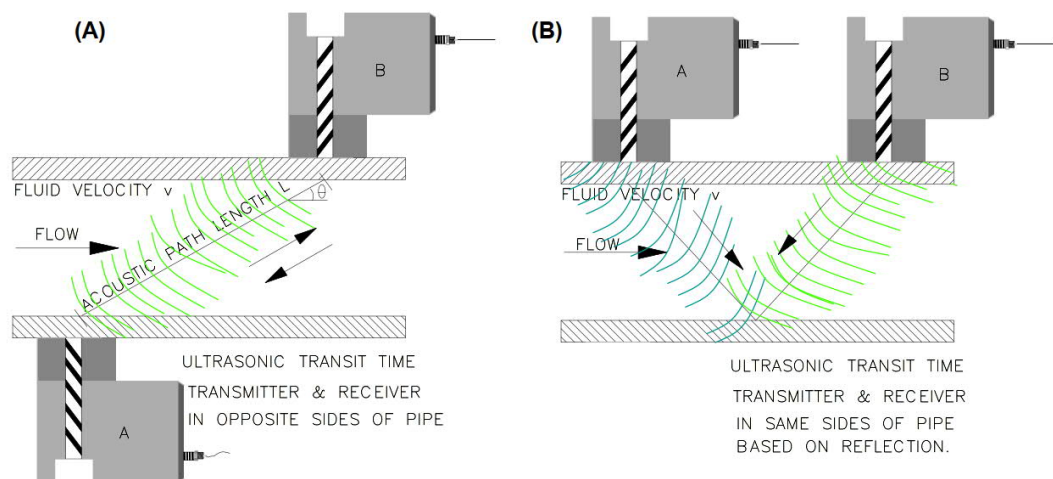 (A)
B
FLUID VELOCITY v
ACOUSTIC PATH LENGTH L
θ
FLOW
A
ULTRASONIC TRANSIT TIME
TRANSMITTER & RECEIVER
IN OPPOSITE SIDES OF PIPE
(B)
A
B
FLUID VELOCITY v
FLOW
ULTRASONIC TRANSIT TIME
TRANSMITTER & RECEIVER
IN SAME SIDES OF PIPE
BASED ON REFLECTION.